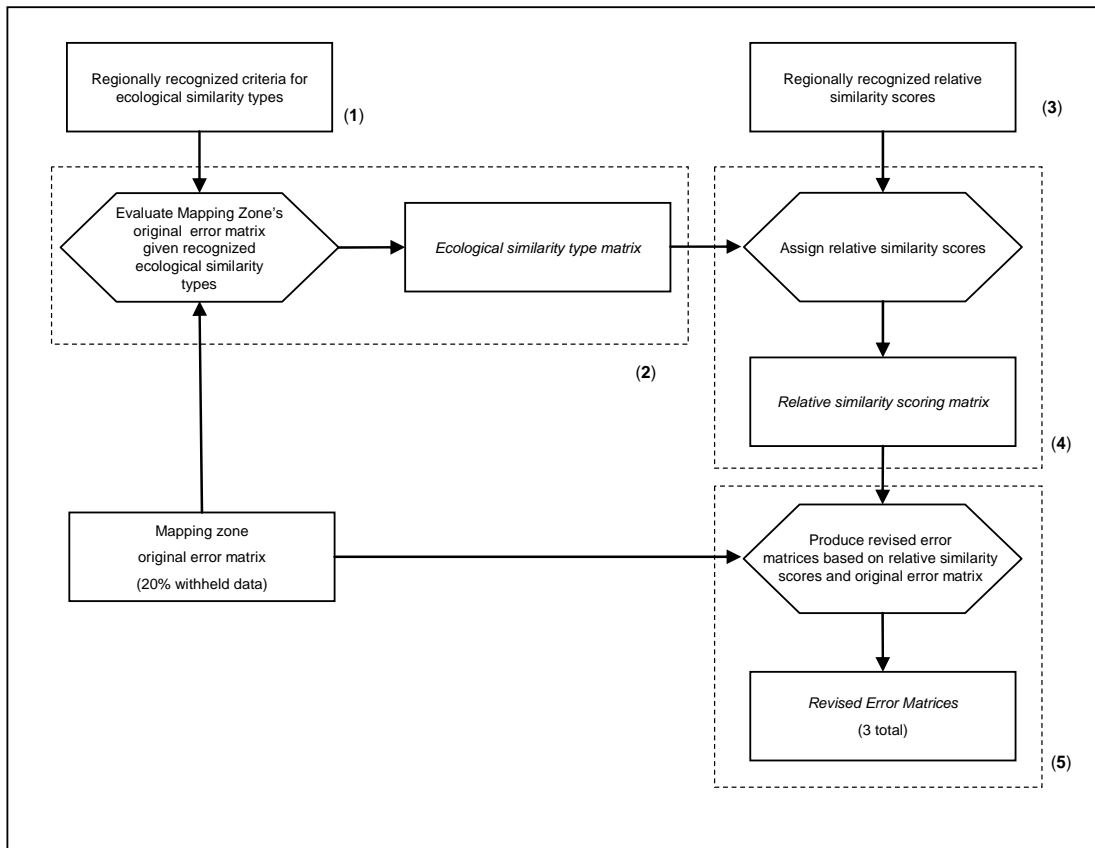 Regionally recognized criteria for
ecological similarity types
(1)
Regionally recognized relative
similarity scores
(3)
Evaluate Mapping Zone’s
original error matrix
given recognized
ecological similarity
types
Ecological similarity type matrix
(2)
Assign relative similarity scores
Relative similarity scoring matrix
(4)
Mapping zone
original error matrix
(20% withheld data)
Produce revised error
matrices based on relative similarity
scores and original error matrix
Revised Error Matrices
(3 total)
(5)